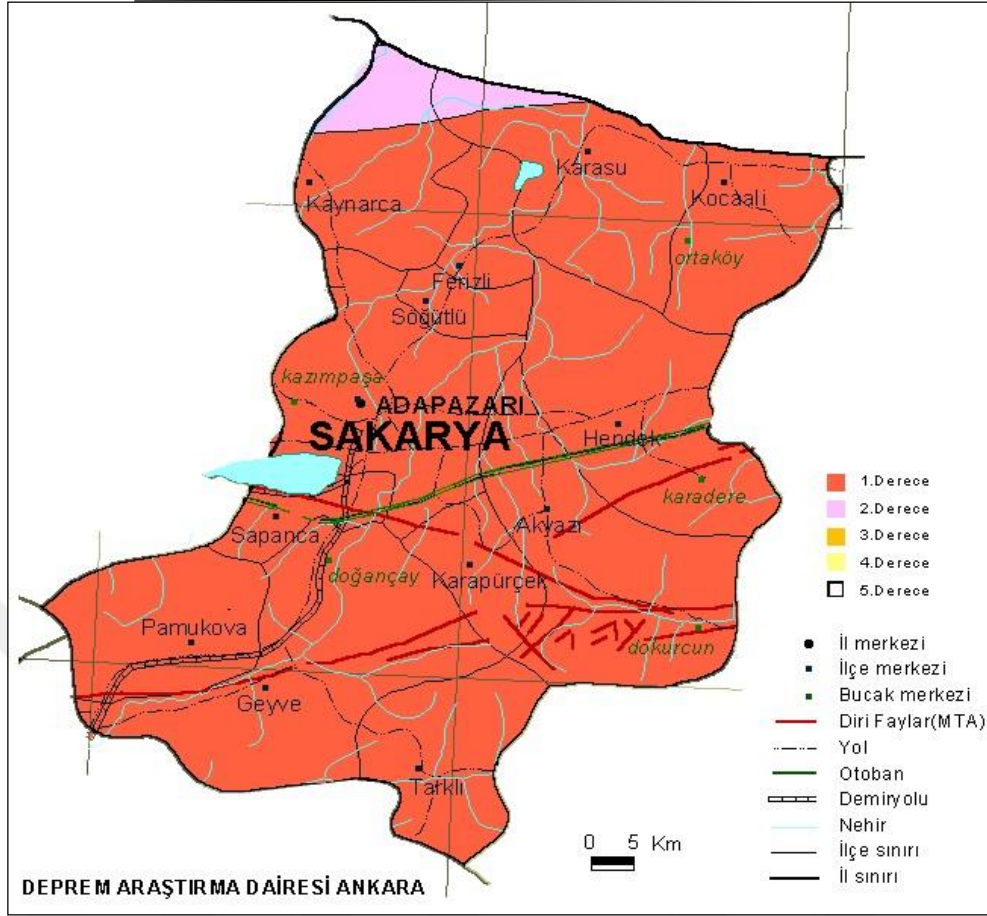 Karasu
Kocaali
Kaynarca
ortaköy
Ferizli
Söğütlü
kazımpaşa
ADAPAZARI
SAKARYA
Hendek
karadere
Akyazı
Sapanca
doğançay
Karapürçek
Pamukova
dokurcun
Geyve
Taraklı
1.Derece
2.Derece
3.Derece
4.Derece
5.Derece
İl merkezi
İlçe merkezi
Bucak merkezi
Diri Faylar(MTA)
Yol
Otoban
Demiryolu
Nehir
İlçe sınırı
İl sınırı
0 5 Km
DEPREM ARAŞTIRMA DAİRESİ ANKARA